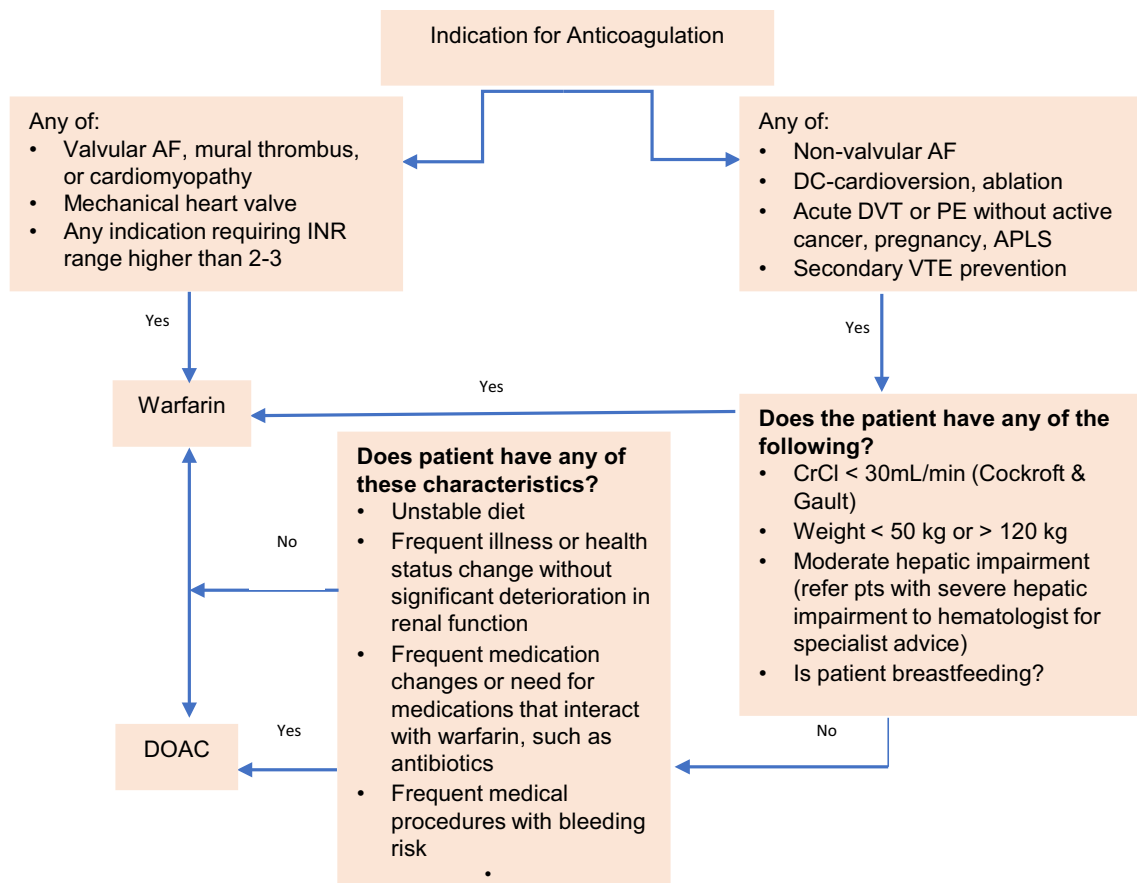 Indication for Anticoagulation
Any of:
• Valvular AF, mural thrombus,
or cardiomyopathy
• Mechanical heart valve
• Any indication requiring INR
range higher than 2-3
Any of:
• Non-valvular AF
• DC-cardioversion, ablation
• Acute DVT or PE without active
cancer, pregnancy, APLS
• Secondary VTE prevention
Yes
Yes
Warfarin
Yes
Does the patient have any of the
following?
• CrCl < 30mL/min (Cockroft &
Gault)
• Weight < 50 kg or > 120 kg
• Moderate hepatic impairment
(refer pts with severe hepatic
impairment to hematologist for
specialist advice)
• Is patient breastfeeding?
No
Does patient have any of
these characteristics?
• Unstable diet
• Frequent illness or health
status change without
significant deterioration in
renal function
• Frequent medication
changes or need for
medications that interact
with warfarin, such as
antibiotics
• Frequent medical
procedures with bleeding
risk
•
No
Yes
DOAC